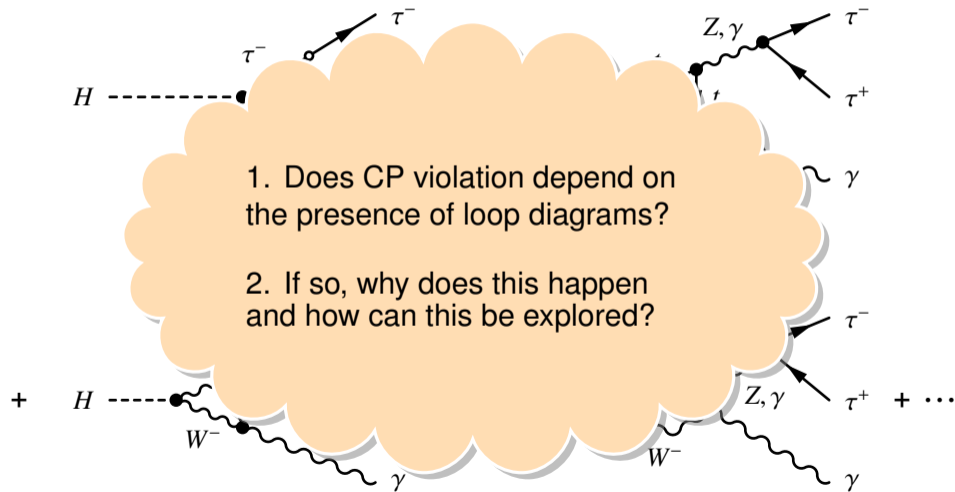 τ⁻
Z, γ
τ⁻
τ⁻
H
t
τ⁺
1. Does CP violation depend on
the presence of loop diagrams?
γ
2. If so, why does this happen
and how can this be explored?
τ⁻
+ H
Z, γ
τ⁺ + ⋯
W⁻
W⁻
γ
γ